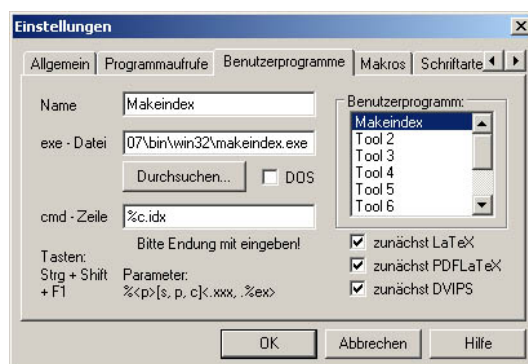 Einstellungen
Allgemein Programmaufrufe Benutzerprogramme Makros Schriftarte
Name Makeindex
exe - Datei 07\bin\win32\makeindex.exe
Durchsuchen... DOS
cmd - Zeile %c.idx
Bitte Endung mit eingeben!
Tasten:
Strg + Shift
+ F1
Parameter:
%<p>[s, p, c]<.xxx, .%ex>
Benutzerprogramm:
Makeindex
Tool 2
Tool 3
Tool 4
Tool 5
Tool 6
zunächst LaTeX
zunächst PDFLaTeX
zunächst DVIPS
OK Abbrechen Hilfe